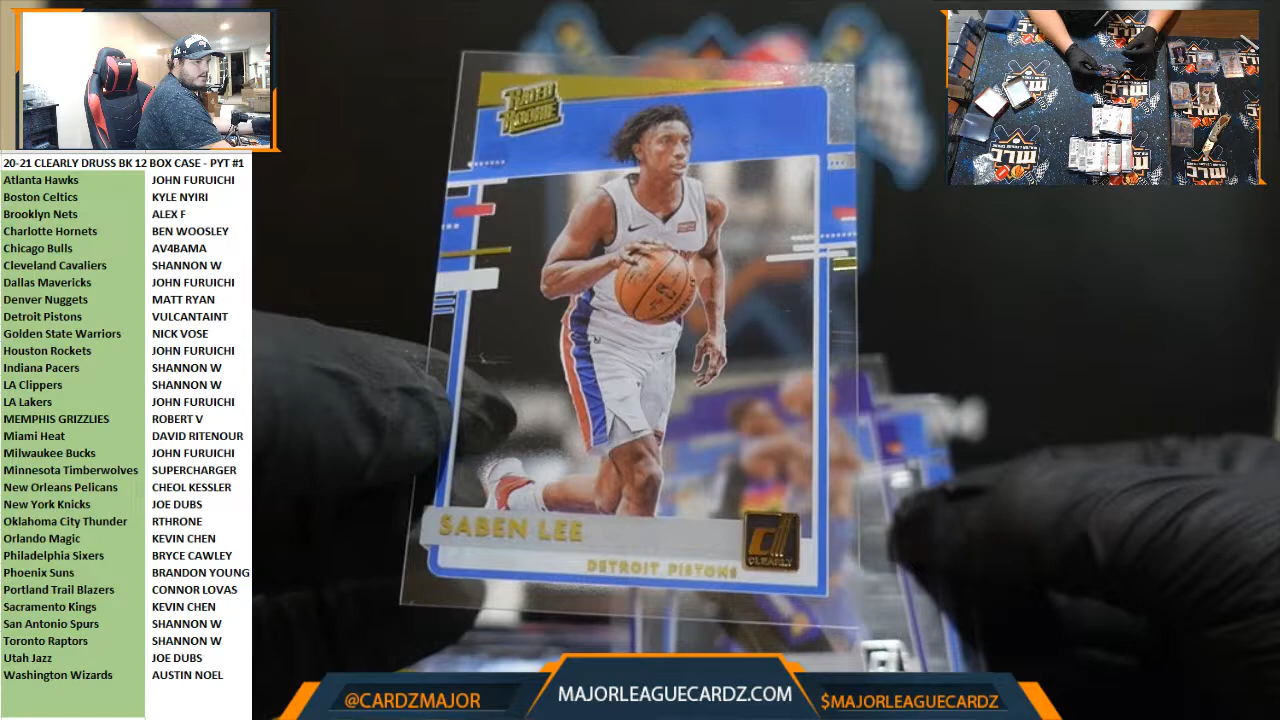 20-21 CLEARLY DRUSS BK 12 BOX CASE - PYT #1
Atlanta Hawks JOHN FURUICHI
Boston Celtics KYLE NYIRI
Brooklyn Nets ALEX F
Charlotte Hornets BEN WOOSLEY
Chicago Bulls AV4BAMA
Cleveland Cavaliers SHANNON W
Dallas Mavericks JOHN FURUICHI
Denver Nuggets MATT RYAN
Detroit Pistons VULCANTAINT
Golden State Warriors NICK VOSE
Houston Rockets JOHN FURUICHI
Indiana Pacers SHANNON W
LA Clippers SHANNON W
LA Lakers JOHN FURUICHI
MEMPHIS GRIZZLIES ROBERT V
Miami Heat DAVID RITENOUR
Milwaukee Bucks JOHN FURUICHI
Minnesota Timberwolves SUPERCHARGER
New Orleans Pelicans CHEOL KESSLER
New York Knicks JOE DUBS
Oklahoma City Thunder RTHRONE
Orlando Magic KEVIN CHEN
Philadelphia Sixers BRYCE CAWLEY
Phoenix Suns BRANDON YOUNG
Portland Trail Blazers CONNOR LOVAS
Sacramento Kings KEVIN CHEN
San Antonio Spurs SHANNON W
Toronto Raptors SHANNON W
Utah Jazz JOE DUBS
Washington Wizards AUSTIN NOEL
RATED
ROOKIE
SABEN LEE
d
CLEARLY
DETROIT PISTONS
MLC
@CARDZMAJOR
MAJORLEAGUECARDZ.COM
$MAJORLEAGUECARDZ